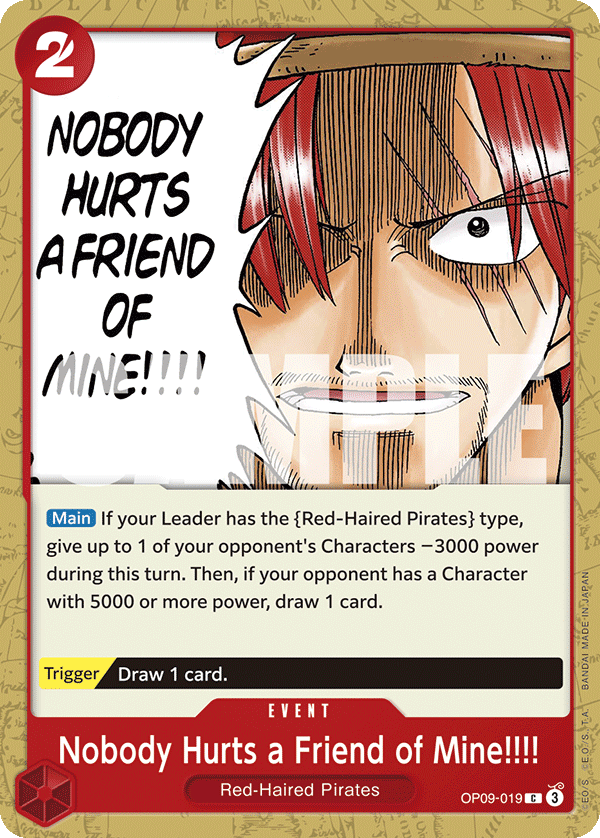 2
NOBODY
HURTS
A FRIEND
OF
MINE!!!!
SAMPLE
Main If your Leader has the {Red-Haired Pirates} type,
give up to 1 of your opponent's Characters −3000 power
during this turn. Then, if your opponent has a Character
with 5000 or more power, draw 1 card.
Trigger Draw 1 card.
EVENT
Nobody Hurts a Friend of Mine!!!!
Red-Haired Pirates
OP09-019 C 3
BANDAI MADE IN JAPAN